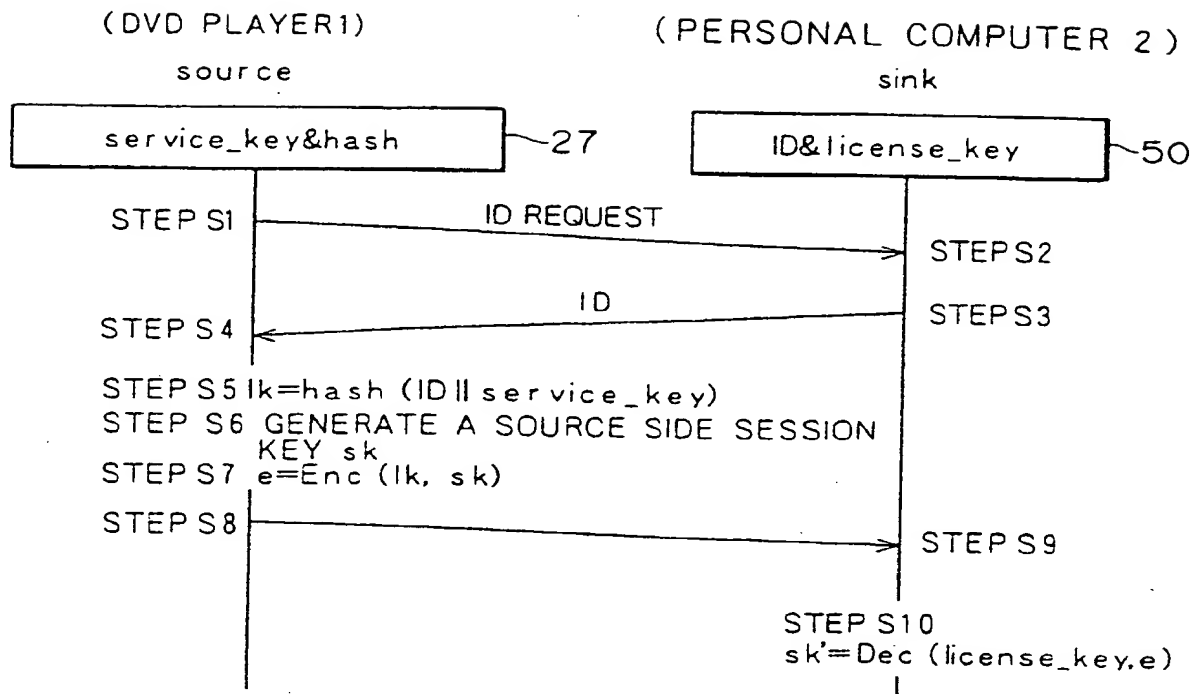 (DVD PLAYER1)
(PERSONAL COMPUTER 2)
source
sink
service_key&hash
27
ID&license_key
50
STEP S1
ID REQUEST
STEP S2
ID
STEP S3
STEP S4
STEP S5 lk=hash (ID||service_key)
STEP S6 GENERATE A SOURCE SIDE SESSION
KEY sk
STEP S7 e=Enc (lk, sk)
STEP S8
STEP S9
STEP S10
sk'=Dec (license_key,e)